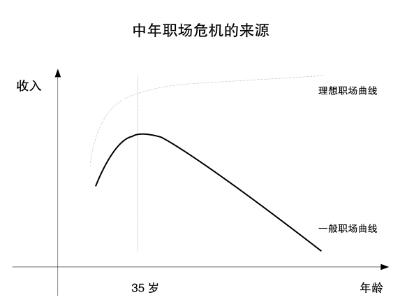 中年职场危机的来源
收入
理想职场曲线
一般职场曲线
35 岁
年龄